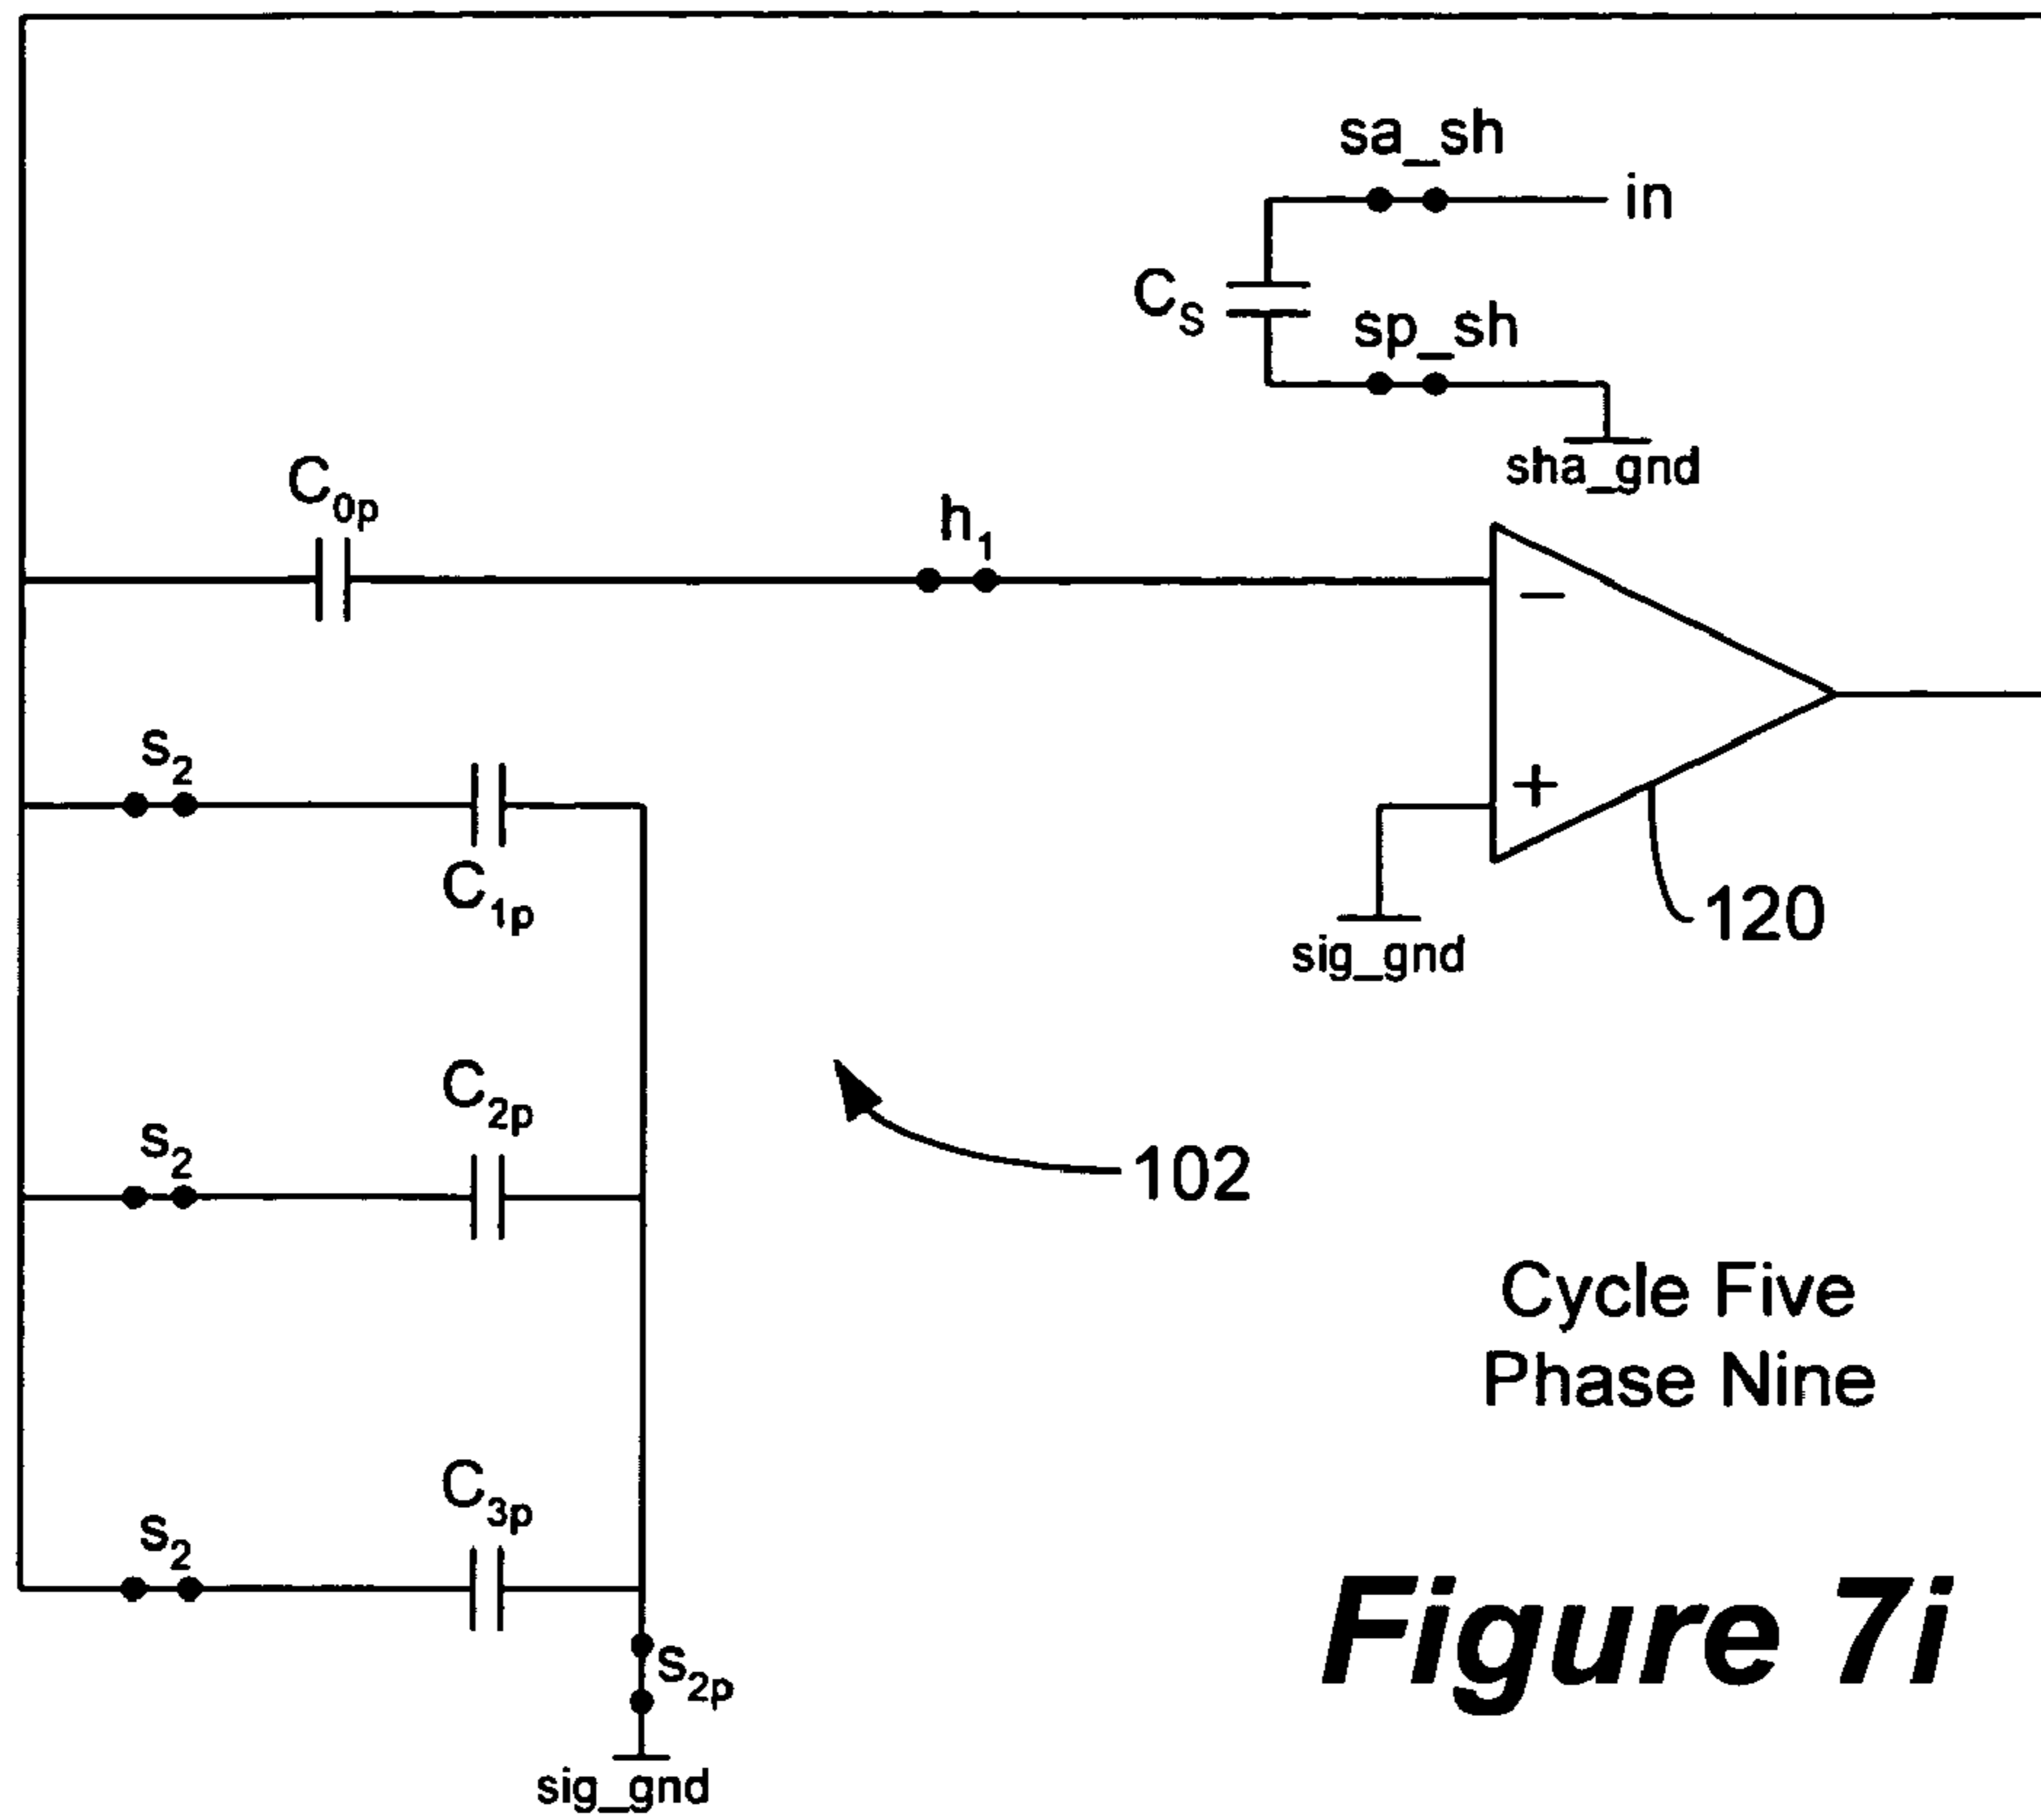 sa_sh
in
C_S
sp_sh
sha_gnd
C_0p
h_1
−
s_2
+
C_1p
120
sig_gnd
C_2p
s_2
102
Cycle Five
Phase Nine
C_3p
s_2
Figure 7i
s_2p
sig_gnd